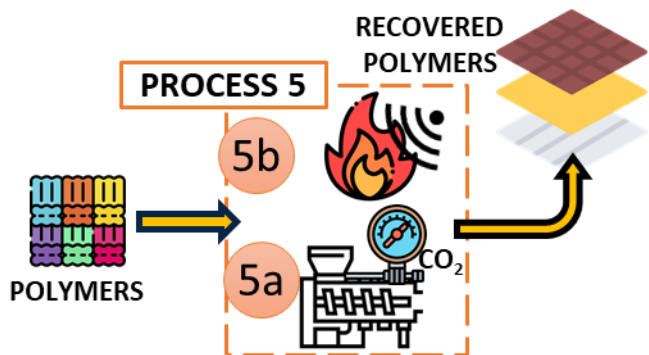 RECOVERED
POLYMERS
PROCESS 5
5b
5a
CO₂
POLYMERS